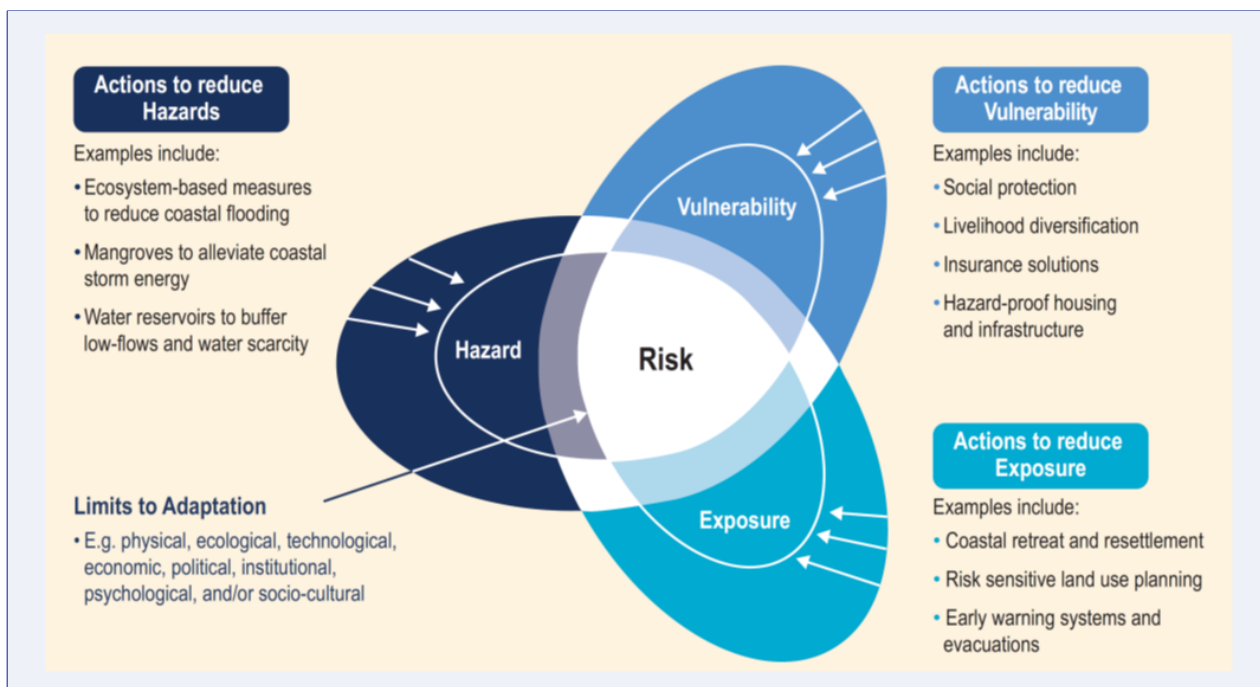 Actions to reduce
Hazards
Examples include:
• Ecosystem-based measures
to reduce coastal flooding
• Mangroves to alleviate coastal
storm energy
• Water reservoirs to buffer
low-flows and water scarcity
Limits to Adaptation
• E.g. physical, ecological, technological,
economic, political, institutional,
psychological, and/or socio-cultural
Vulnerability
Hazard
Risk
Exposure
Actions to reduce
Vulnerability
Examples include:
• Social protection
• Livelihood diversification
• Insurance solutions
• Hazard-proof housing
and infrastructure
Actions to reduce
Exposure
Examples include:
• Coastal retreat and resettlement
• Risk sensitive land use planning
• Early warning systems and
evacuations